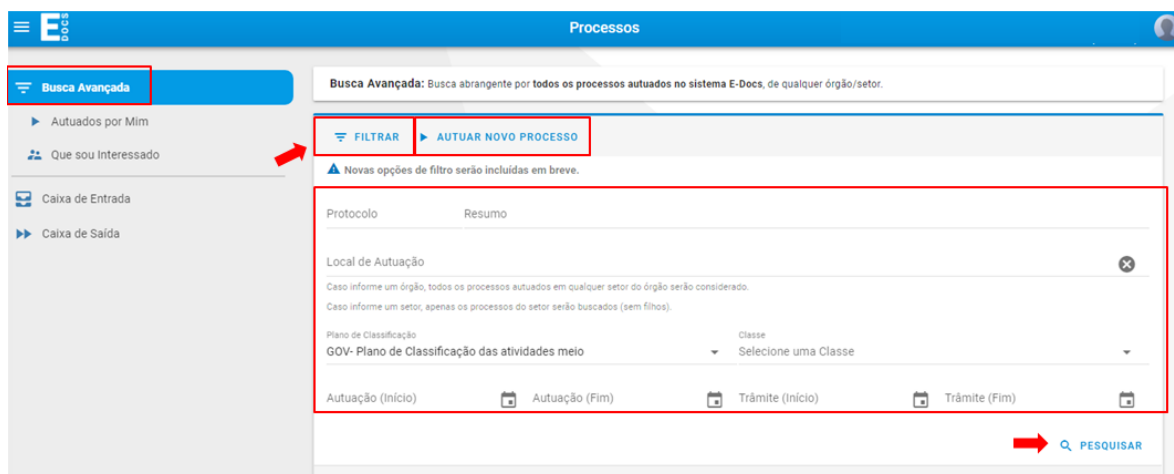 E DOCS
Processos
Busca Avançada
Autuados por Mim
Que sou Interessado
Caixa de Entrada
Caixa de Saída
Busca Avançada: Busca abrangente por todos os processos autuados no sistema E-Docs, de qualquer órgão/setor.
FILTRAR AUTUAR NOVO PROCESSO
Novas opções de filtro serão incluídas em breve.
Protocolo Resumo
Local de Autuação
Caso informe um órgão, todos os processos autuados em qualquer setor do órgão serão considerado.
Caso informe um setor, apenas os processos do setor serão buscados (sem filhos).
Plano de Classificação Classe
GOV- Plano de Classificação das atividades meio Selecione uma Classe
Autuação (Início) Autuação (Fim) Trâmite (Início) Trâmite (Fim)
PESQUISAR